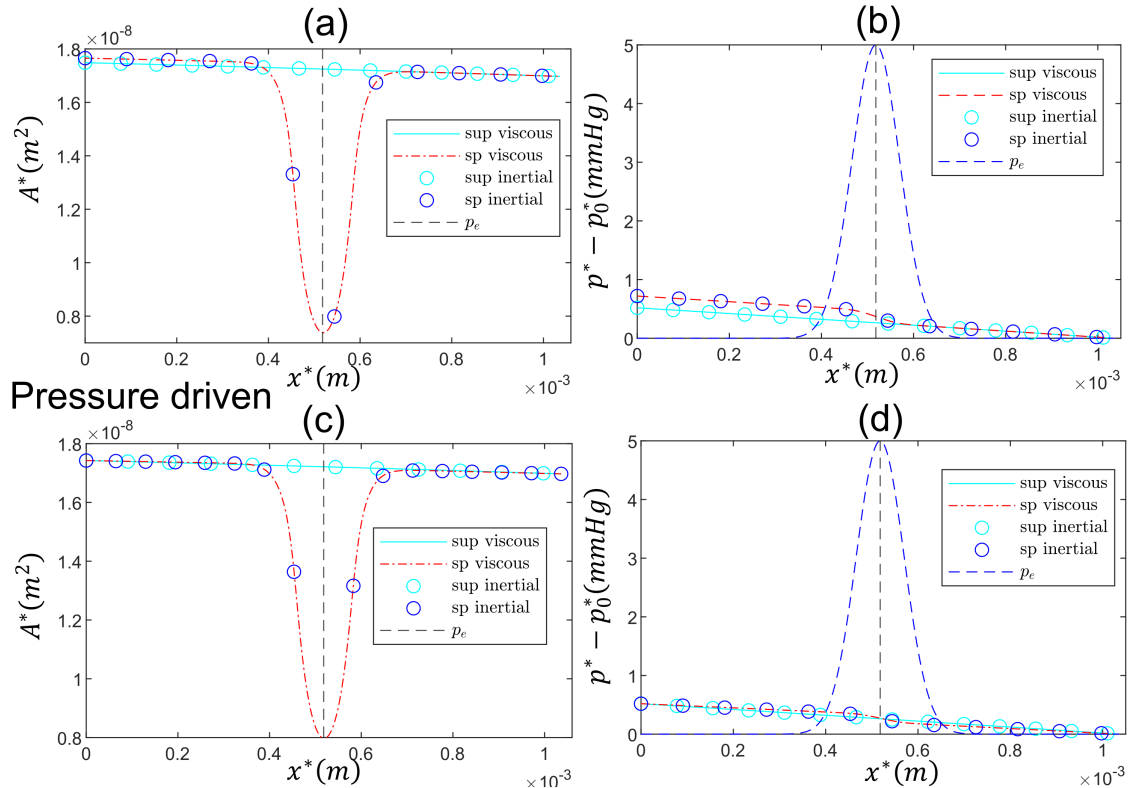 (a)
×10⁻⁸
1.8
1.6
1.4
1.2
1
0.8
A*(m²)
sup viscous
sp viscous
sup inertial
sp inertial
pₑ
0 0.2 0.4 0.6 0.8 1
x*(m)
×10⁻³
(b)
5
4
3
2
1
0
p* − p₀*(mmHg)
sup viscous
sp viscous
sup inertial
sp inertial
pₑ
0 0.2 0.4 0.6 0.8 1
x*(m)
×10⁻³
Pressure driven
(c)
×10⁻⁸
1.8
1.6
1.4
1.2
1
0.8
A*(m²)
sup viscous
sp viscous
sup inertial
sp inertial
pₑ
0 0.2 0.4 0.6 0.8 1
x*(m)
×10⁻³
(d)
5
4
3
2
1
0
p* − p₀*(mmHg)
sup viscous
sp viscous
sup inertial
sp inertial
pₑ
0 0.2 0.4 0.6 0.8 1
x*(m)
×10⁻³